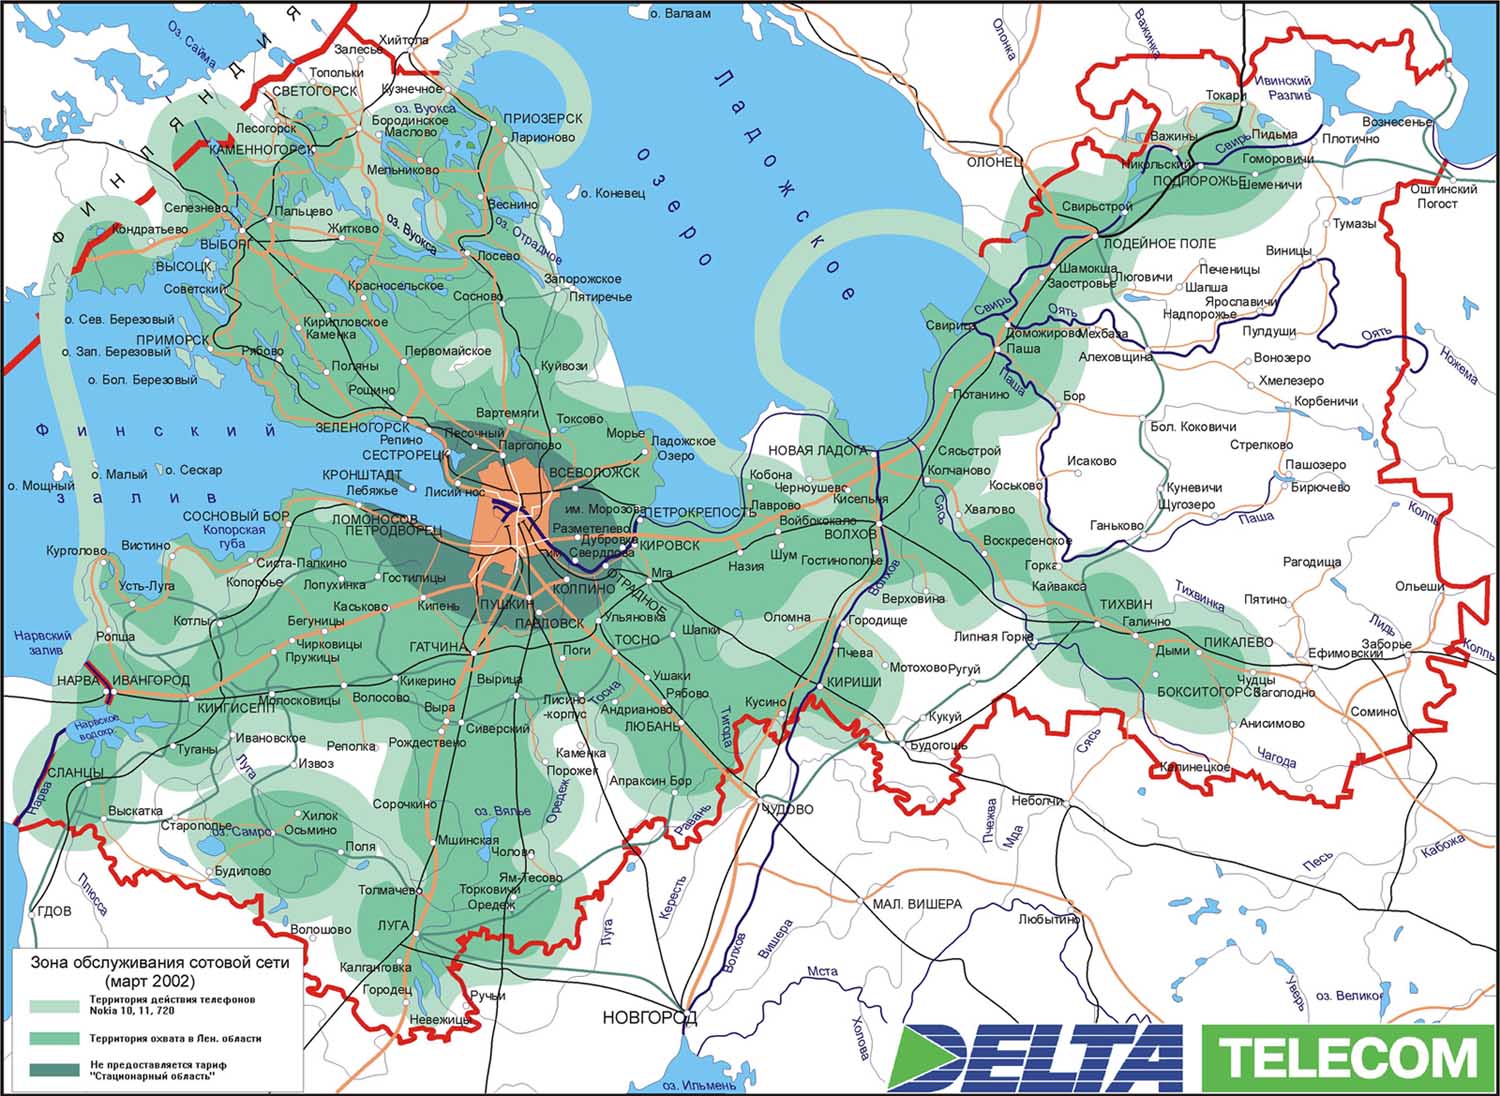 о. Валаам
Оз. Сайма
ФИНЛЯНДИЯ
Хийтола
Залесье
Топольки
Кузнечное
СВЕТОГОРСК
оз. Вуокса
Бородинское
Маслово
ПРИОЗЕРСК
Ларионово
Лесогорск
КАМЕННОГОРСК
Мельниково
о. Коневец
Веснино
Селезнево
Пальцево
Кондратьево
Житково
оз. Вуокса
оз. Отрадное
ВЫБОРГ
Лосево
ВЫСОЦК
Советский
Красносельское
Сосново
Запорожское
Пятиречье
о. Сев. Березовый
Кирилловское
Каменка
ПРИМОРСК
о. Зап. Березовый
Рябово
Первомайское
Поляны
Куйвози
о. Бол. Березовый
Рощино
Вартемяги
Токсово
ЗЕЛЕНОГОРСК
Песочный
Репино
Парголово
Морье
Ладожское
Озеро
СЕСТРОРЕЦК
Ладожское
озеро
Финский
залив
о. Малый
о. Сескар
о. Мощный
КРОНШТАДТ
Лебяжье
Лисий нос
ВСЕВОЛОЖСК
СОСНОВЫЙ БОР
Копорская
губа
ЛОМОНОСОВ
ПЕТРОДВОРЕЦ
им. Морозова
ПЕТРОКРЕПОСТЬ
Разметелево
Дубровка
им. Свердлова
КИРОВСК
Курголово
Вистино
Систа-Палкино
Усть-Луга
Копорье
Лопухинка
Гостилицы
КОЛПИНО
ОТРАДНОЕ
Мга
Назия
Шум
Каськово
Кипень
ПУШКИН
ПАВЛОВСК
Ульяновка
Котлы
Бегуницы
Нарвский
залив
Ропша
Чирковицы
Пружицы
ГАТЧИНА
Поги
ТОСНО
Шапки
Оломна
НАРВА
ИВАНГОРОД
КИНГИСЕПП
Молосковицы
Волосово
Кикерино
Вырица
Лисино
-корпус
Тосна
Ушаки
Рябово
Андрианово
ЛЮБАНЬ
Нарвское
водохр.
Выра
Рождествено
Сиверский
Туганы
Ивановское
Извоз
Реполка
Луга
Каменка
Порожек
Апраксин Бор
Тигода
Кусино
СЛАНЦЫ
Нарва
Выскатка
Старополье
Хилок
Осьмино
оз. Самро
Сорочкино
оз. Вялье
Оредеж
Равань
ЧУДОВО
Поля
Мшинская
Чолово
Будилово
Толмачево
Ям-Тесово
Торковичи
Оредеж
Плюсса
ГДОВ
Волошово
ЛУГА
Луга
Кересть
Калгановка
Городец
Ручьи
Невежицы
НОВГОРОД
Волхов
Вишера
МАЛ. ВИШЕРА
Мста
Холова
оз. Ильмень
Олонка
Важинка
ОЛОНЕЦ
Токари
Ивинский
Разлив
Вознесенье
Важины
Свирь
Пидьма
Плотично
Никольский
Гоморовичи
ПОДПОРОЖЬЕ
Шеменичи
Оштинский
Погост
Свирьстрой
Тумазы
ЛОДЕЙНОЕ ПОЛЕ
Виницы
Шамокша
Заостровье
Люговичи
Печеницы
Шапша
Ярославичи
Надпорожье
Свирь
Оять
Свирица
Доможирово
Мехбаза
Пулдуши
Оять
Паша
Алеховщина
Вонозеро
Ножема
Паша
Хмелезеро
Потанино
Бор
Корбеничи
Бол. Коковичи
Стрелково
НОВАЯ ЛАДОГА
Сясьстрой
Исаково
Пашозеро
Кобона
Черноушево
Колчаново
Коськово
Куневичи
Бирючево
Кисельня
Лаврово
Войбокало
ВОЛХОВ
Хвалово
Щугозеро
Сясь
Ганьково
Паша
Колпь
Гостинополье
Воскресенское
Горка
Рагодища
Верховина
Волхов
Кайвакса
Тихвинка
Пятино
Ольеши
Городище
ТИХВИН
Галично
Лидь
Липная Горка
Пчева
ПИКАЛЕВО
Дыми
Ефимовский
Заборье
Колпь
Мотохово
Ругуй
КИРИШИ
БОКСИТОГОРСК
Чудцы
Заголодно
Кукуй
Сомино
Анисимово
Будогошь
Сясь
Калинецкое
Чагода
Неболчи
Пчежва
Мда
Песь
Кабожа
Любытино
Уверь
оз. Великое
Зона обслуживания сотовой сети
(март 2002)
Территория действия телефонов
Nokia 10, 11, 720
Территория охвата в Лен. области
Не предоставляется тариф
"Стационарный область"
DELTA
TELECOM